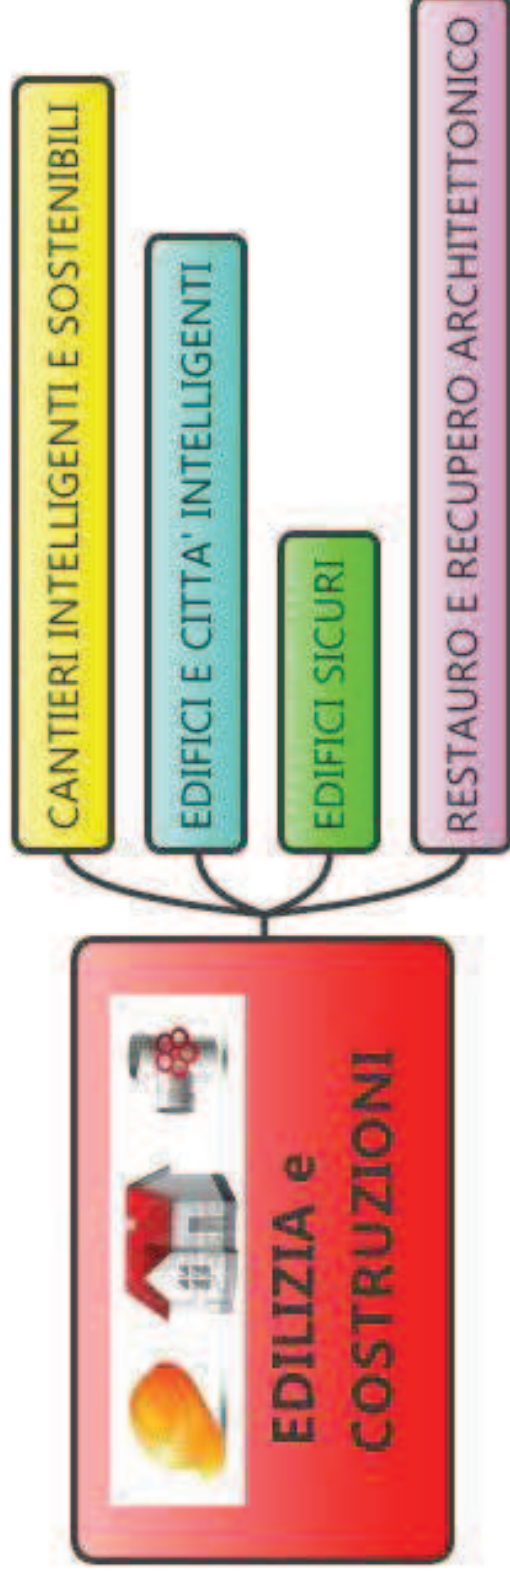 EDILIZIA e
COSTRUZIONI
CANTIERI INTELLIGENTI E SOSTENIBILI
EDIFICI E CITTA' INTELLIGENTI
EDIFICI SICURI
RESTAURO E RECUPERO ARCHITETTONICO